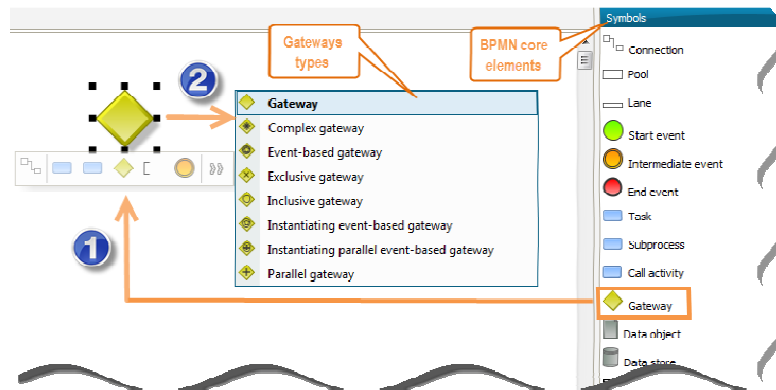 Symbols
Gateways
types
BPMN core
elements
Connection
Pool
Lane
Start event
Intermediate event
End event
Task
Subprocess
Call activity
Gateway
Data object
Data store
2
Gateway
Complex gateway
Event-based gateway
Exclusive gateway
Inclusive gateway
Instantiating event-based gateway
Instantiating parallel event-based gateway
Parallel gateway
1